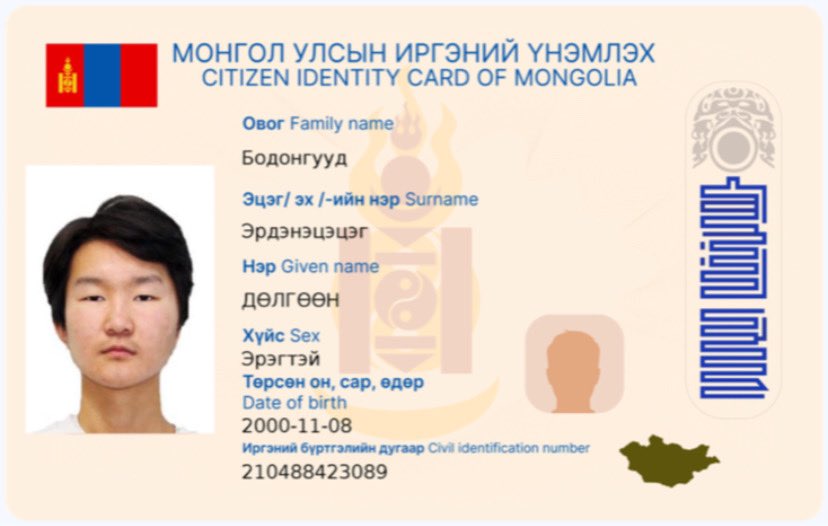 МОНГОЛ УЛСЫН ИРГЭНИЙ ҮНЭМЛЭХ
CITIZEN IDENTITY CARD OF MONGOLIA
Овог Family name
Бодонгууд
Эцэг/ эх /-ийн нэр Surname
Эрдэнэцэцэг
Нэр Given name
ДӨЛГӨӨН
Хүйс Sex
Эрэгтэй
Төрсөн он, сар, өдөр
Date of birth
2000-11-08
Иргэний бүртгэлийн дугаар Civil identification number
210488423089